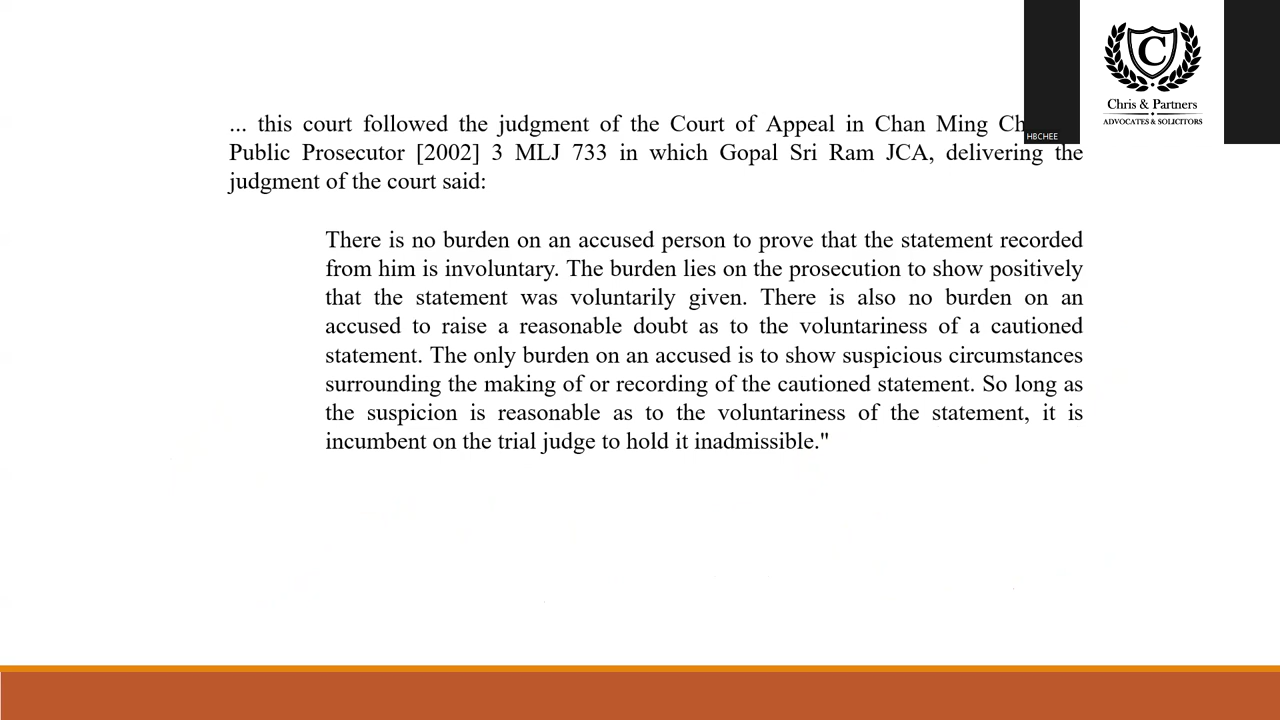 C
Chris & Partners
ADVOCATES & SOLICITORS
HBCHEE
... this court followed the judgment of the Court of Appeal in Chan Ming
Public Prosecutor [2002] 3 MLJ 733 in which Gopal Sri Ram JCA, delivering the
judgment of the court said:
There is no burden on an accused person to prove that the statement recorded
from him is involuntary. The burden lies on the prosecution to show positively
that the statement was voluntarily given. There is also no burden on an
accused to raise a reasonable doubt as to the voluntariness of a cautioned
statement. The only burden on an accused is to show suspicious circumstances
surrounding the making of or recording of the cautioned statement. So long as
the suspicion is reasonable as to the voluntariness of the statement, it is
incumbent on the trial judge to hold it inadmissible."